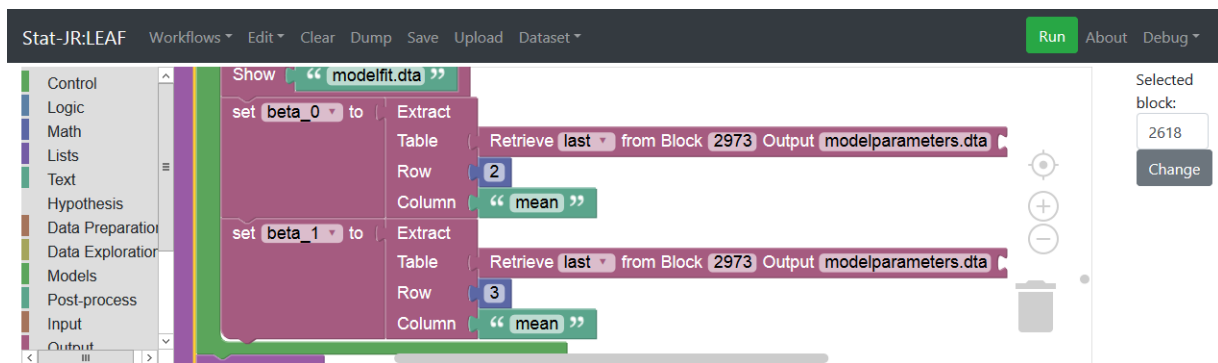 Stat-JR:LEAF Workflows Edit Clear Dump Save Upload Dataset Run About Debug
Control
Logic
Math
Lists
Text
Hypothesis
Data Preparation
Data Exploration
Models
Post-process
Input
Output
Show “ modelfit.dta ”
set beta_0 to Extract
Table Retrieve last from Block 2973 Output modelparameters.dta
Row 2
Column “ mean ”
set beta_1 to Extract
Table Retrieve last from Block 2973 Output modelparameters.dta
Row 3
Column “ mean ”
Selected
block:
2618
Change